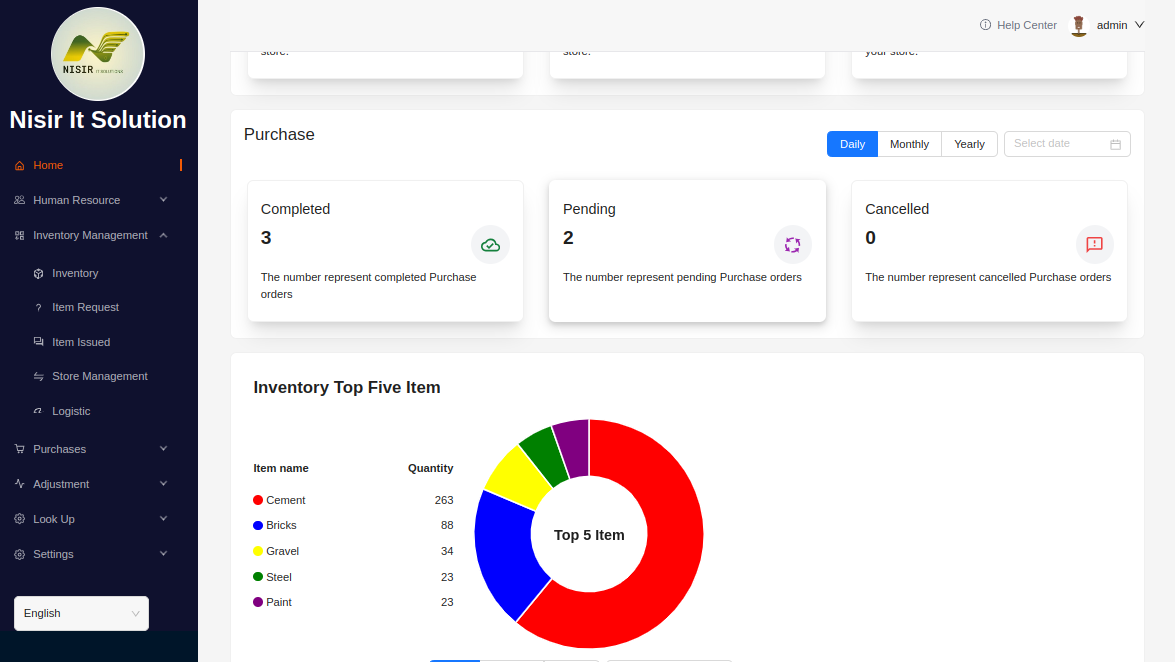 NISIR IT SOLUTIONS
Nisir It Solution
Home
Human Resource
Inventory Management
Inventory
Item Request
Item Issued
Store Management
Logistic
Purchases
Adjustment
Look Up
Settings
English
Help Center
admin
store.
store.
your store.
Purchase
Daily
Monthly
Yearly
Select date
Completed
3
The number represent completed Purchase
orders
Pending
2
The number represent pending Purchase orders
Cancelled
0
The number represent cancelled Purchase orders
Inventory Top Five Item
Item name Quantity
Cement 263
Bricks 88
Gravel 34
Steel 23
Paint 23
Top 5 Item